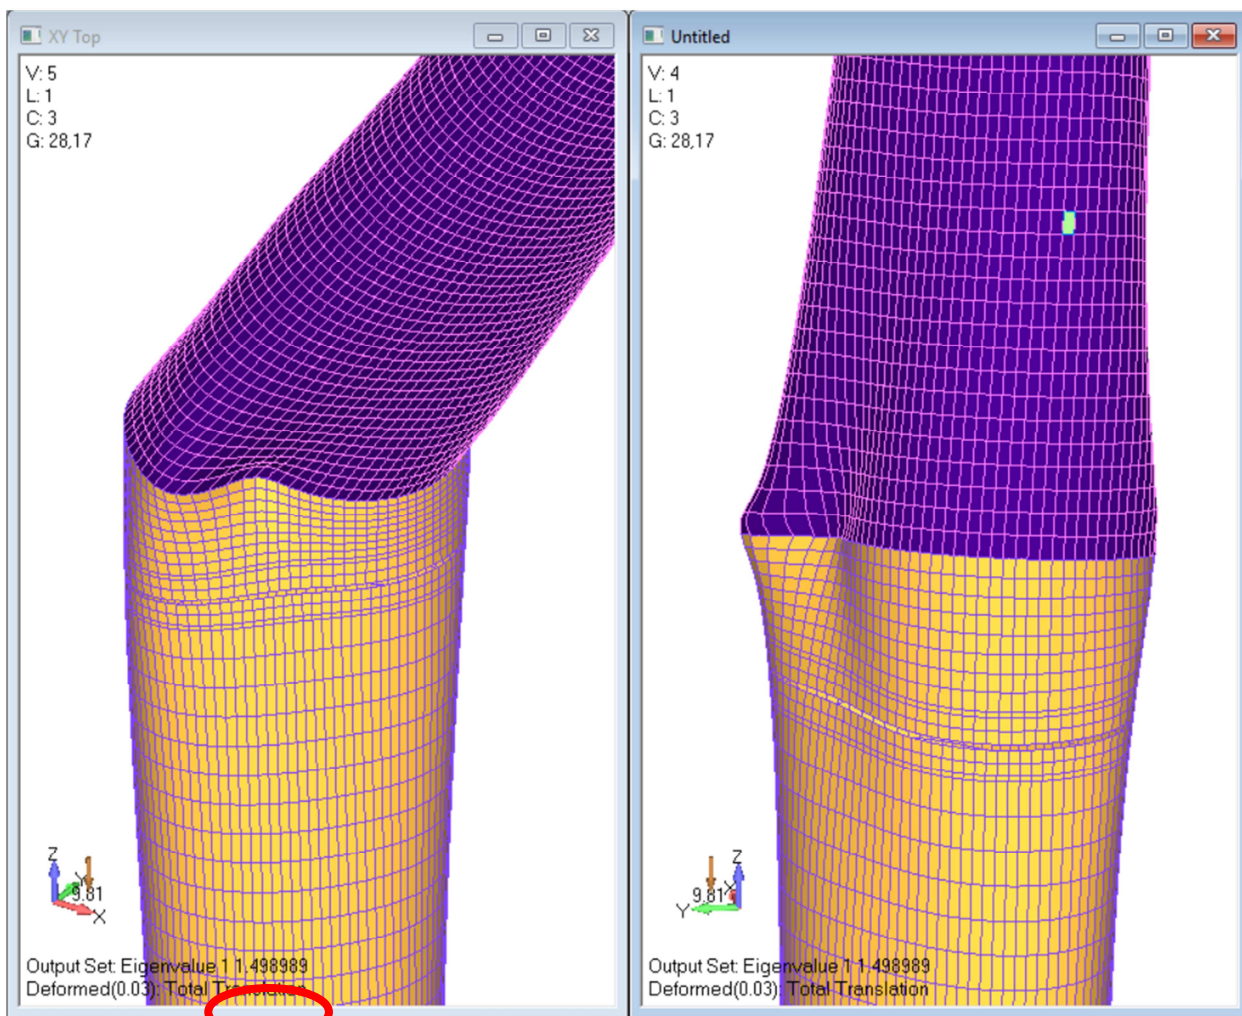 XY Top
V: 5
L: 1
C: 3
G: 28,17
Z
Y
9.81
X
Output Set: Eigenvalue 1 1.498989
Deformed(0.03): Total Translation
Untitled
V: 4
L: 1
C: 3
G: 28,17
Z
9.81
X
Y
Output Set: Eigenvalue 1 1.498989
Deformed(0.03): Total Translation